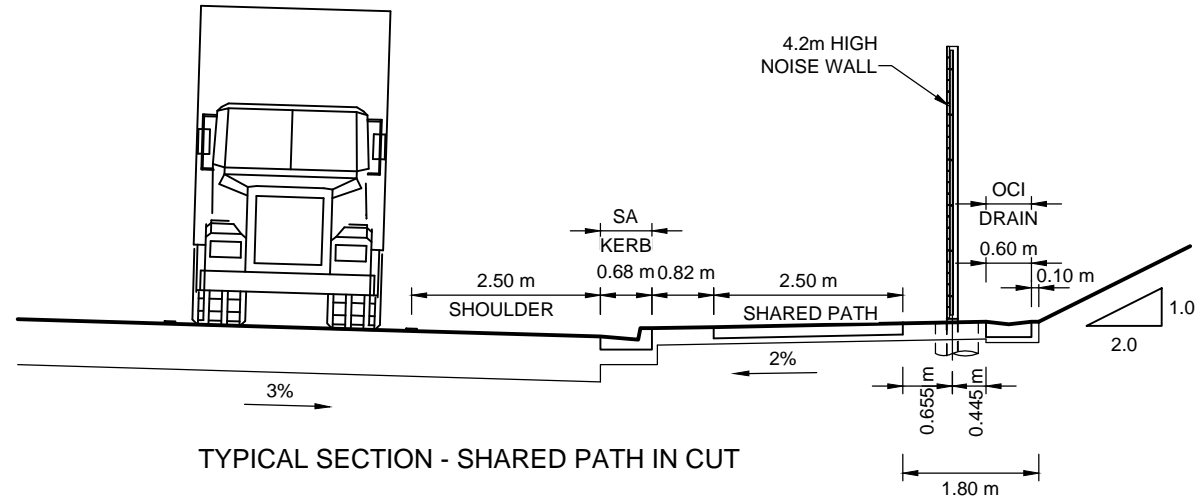 4.2m HIGH
NOISE WALL
OCI
DRAIN
0.60 m
0.10 m
SA
KERB
2.50 m
0.68 m
0.82 m
2.50 m
SHOULDER
SHARED PATH
1.0
2.0
3%
2%
0.655 m
0.445 m
1.80 m
TYPICAL SECTION - SHARED PATH IN CUT